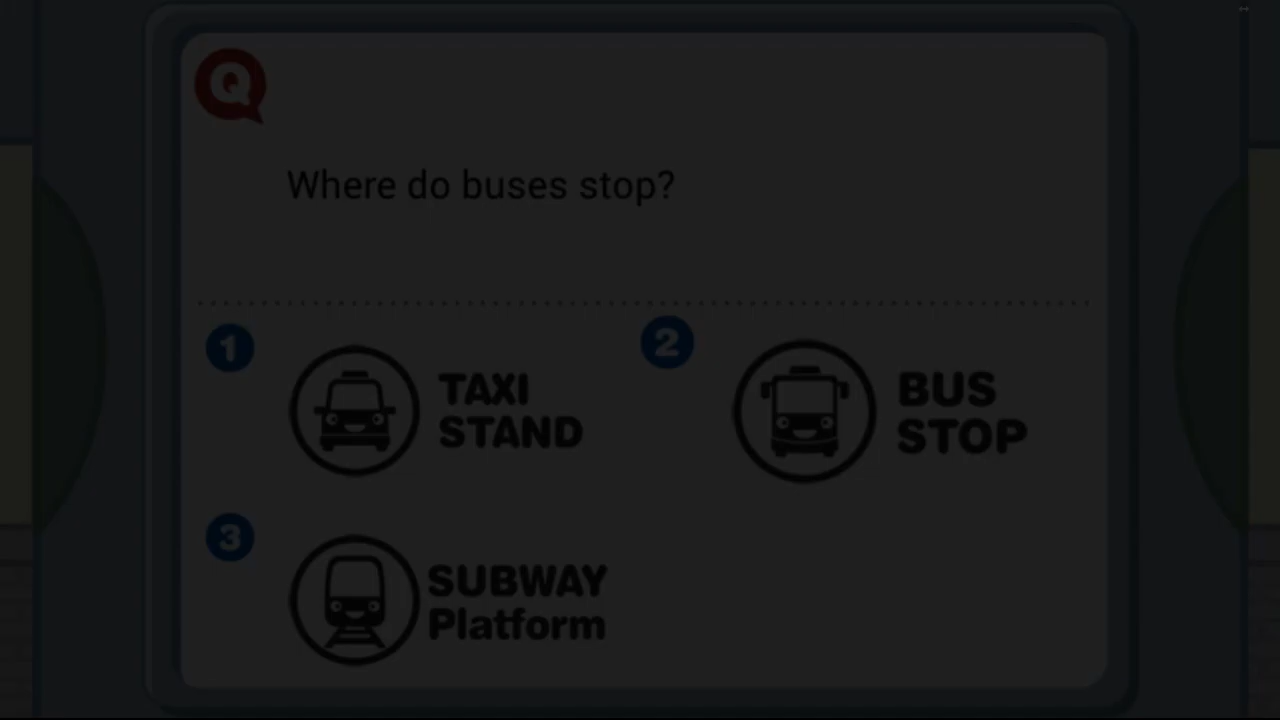 Q
Where do buses stop?
1
TAXI
STAND
2
BUS
STOP
3
SUBWAY
Platform